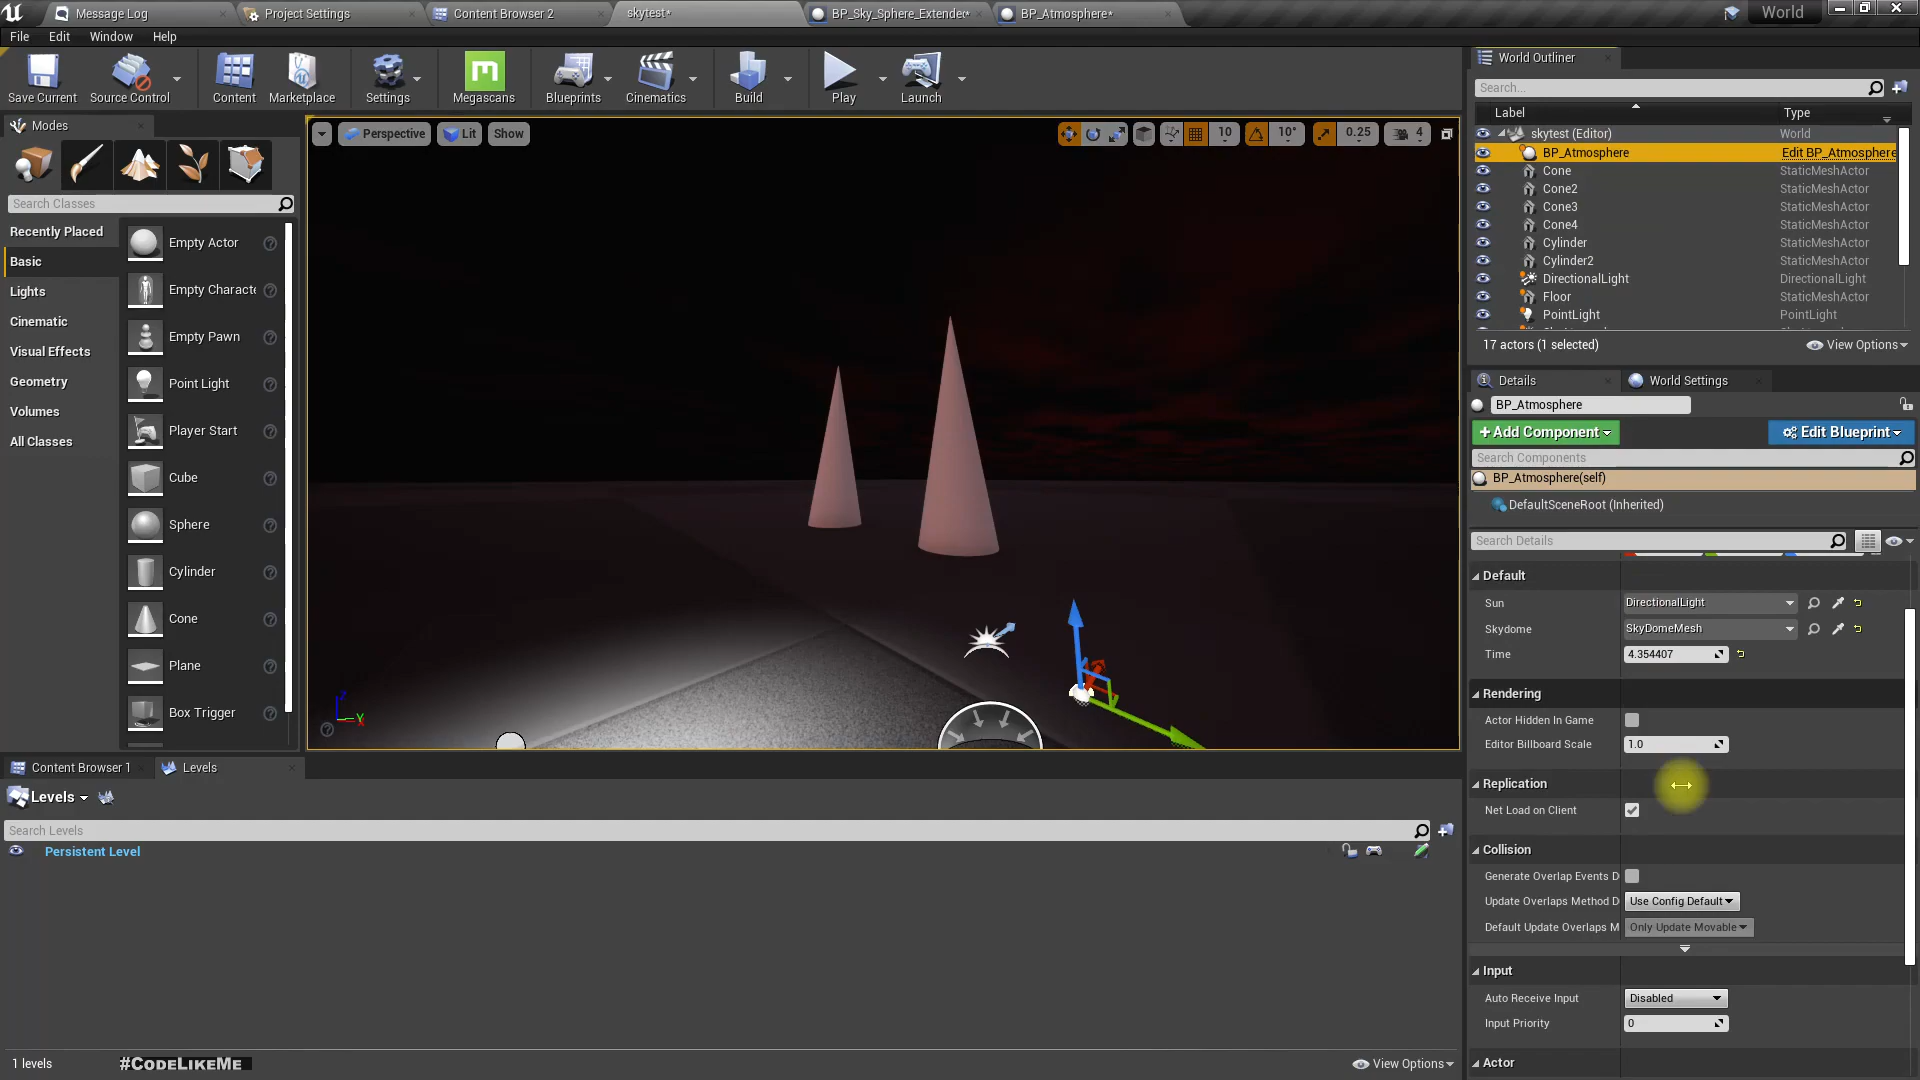 Message Log
Project Settings
Content Browser 2
skytest*
BP_Sky_Sphere_Extended*
BP_Atmosphere*
World
File Edit Window Help
Save Current
Source Control
Content
Marketplace
Settings
Megascans
Blueprints
Cinematics
Build
Play
Launch
Modes
Search Classes
Recently Placed
Basic
Lights
Cinematic
Visual Effects
Geometry
Volumes
All Classes
Empty Actor
Empty Characte
Empty Pawn
Point Light
Player Start
Cube
Sphere
Cylinder
Cone
Plane
Box Trigger
Perspective
Lit
Show
10
10°
0.25
4
Z
Y
Content Browser 1
Levels
Levels
Search Levels
Persistent Level
1 levels
#CodeLikeMe
View Options
World Outliner
Search...
Label Type
skytest (Editor) World
BP_Atmosphere Edit BP_Atmosphere
Cone StaticMeshActor
Cone2 StaticMeshActor
Cone3 StaticMeshActor
Cone4 StaticMeshActor
Cylinder StaticMeshActor
Cylinder2 StaticMeshActor
DirectionalLight DirectionalLight
Floor StaticMeshActor
PointLight PointLight
17 actors (1 selected)
View Options
Details
World Settings
BP_Atmosphere
+ Add Component
Edit Blueprint
Search Components
BP_Atmosphere(self)
DefaultSceneRoot (Inherited)
Search Details
Default
Sun DirectionalLight
Skydome SkyDomeMesh
Time 4.354407
Rendering
Actor Hidden In Game
Editor Billboard Scale 1.0
Replication
Net Load on Client
Collision
Generate Overlap Events D
Update Overlaps Method D Use Config Default
Default Update Overlaps M Only Update Movable
Input
Auto Receive Input Disabled
Input Priority 0
Actor